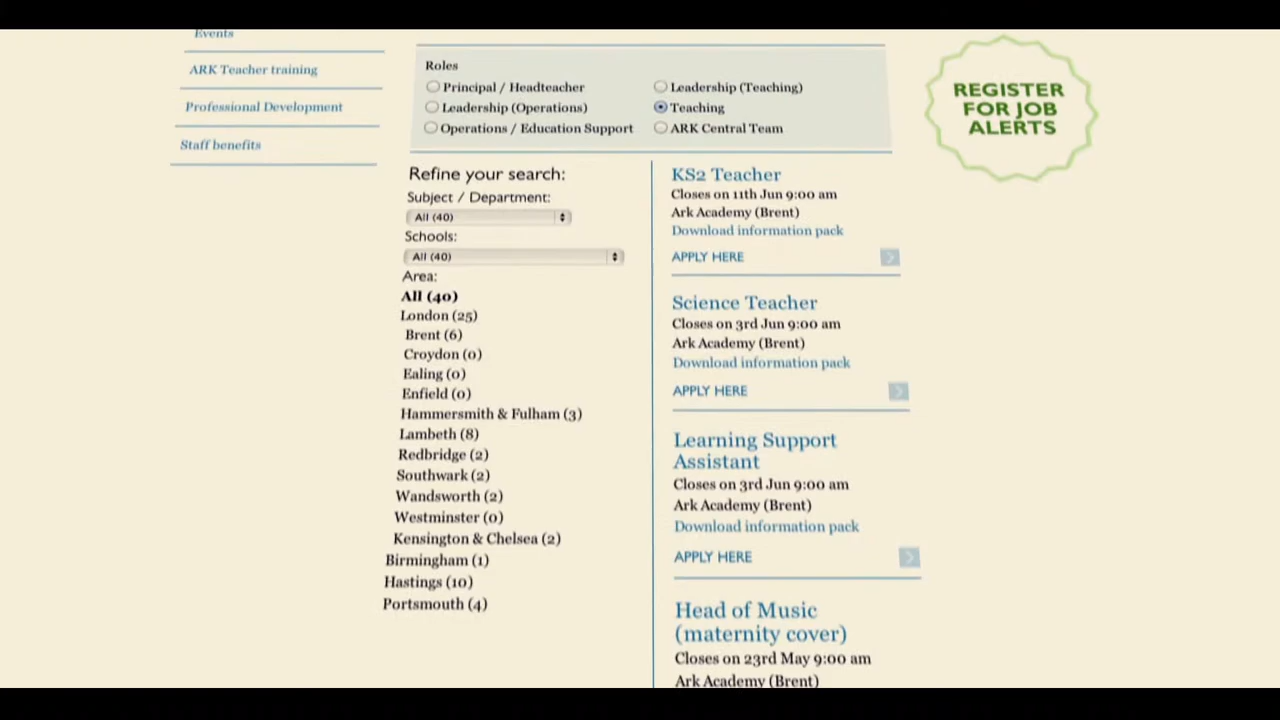 Events
ARK Teacher training
Professional Development
Staff benefits
Roles
Principal / Headteacher
Leadership (Teaching)
Leadership (Operations)
Teaching
Operations / Education Support
ARK Central Team
REGISTER
FOR JOB
ALERTS
Refine your search:
Subject / Department:
All (40)
Schools:
All (40)
Area:
All (40)
London (25)
Brent (6)
Croydon (0)
Ealing (0)
Enfield (0)
Hammersmith & Fulham (3)
Lambeth (8)
Redbridge (2)
Southwark (2)
Wandsworth (2)
Westminster (0)
Kensington & Chelsea (2)
Birmingham (1)
Hastings (10)
Portsmouth (4)
KS2 Teacher
Closes on 11th Jun 9:00 am
Ark Academy (Brent)
Download information pack
APPLY HERE
Science Teacher
Closes on 3rd Jun 9:00 am
Ark Academy (Brent)
Download information pack
APPLY HERE
Learning Support
Assistant
Closes on 3rd Jun 9:00 am
Ark Academy (Brent)
Download information pack
APPLY HERE
Head of Music
(maternity cover)
Closes on 23rd May 9:00 am
Ark Academy (Brent)